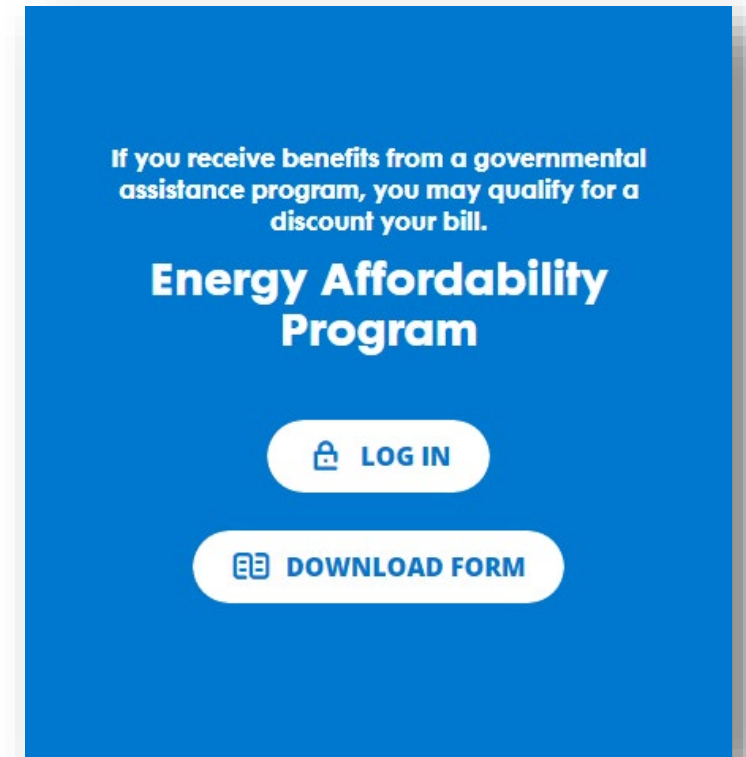 If you receive benefits from a governmental
assistance program, you may qualify for a
discount your bill.
Energy Affordability
Program
LOG IN
DOWNLOAD FORM